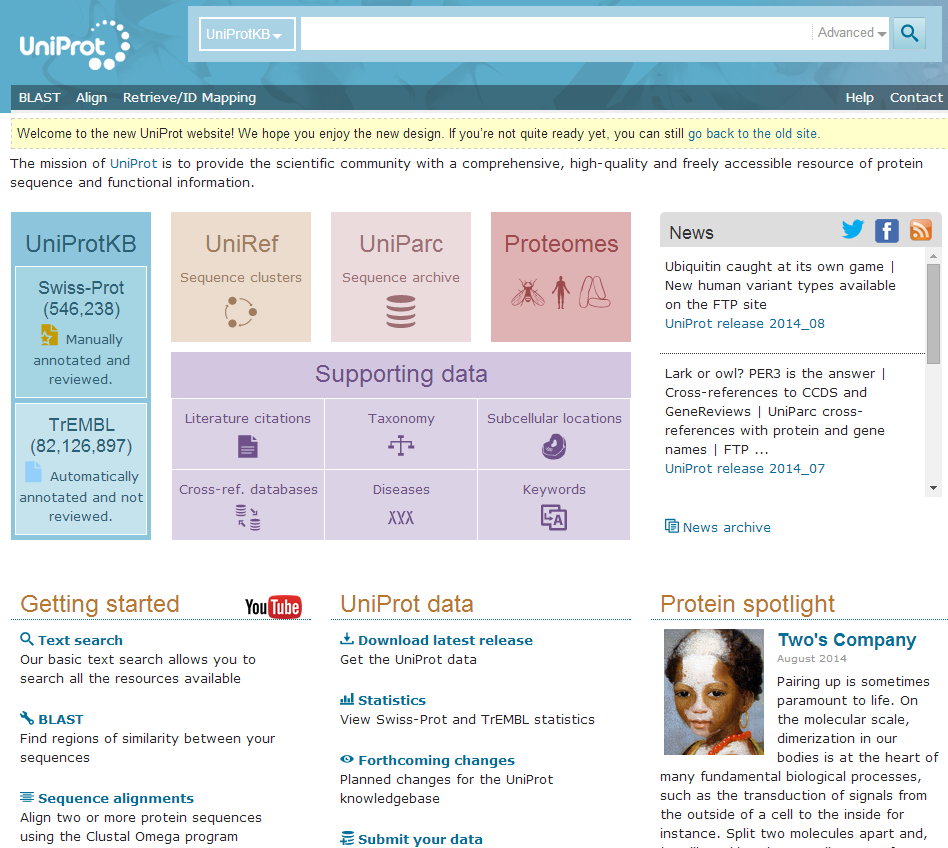 UniProt
UniProtKB
Advanced
BLAST Align Retrieve/ID Mapping
Help Contact
Welcome to the new UniProt website! We hope you enjoy the new design. If you're not quite ready yet, you can still go back to the old site.
The mission of UniProt is to provide the scientific community with a comprehensive, high-quality and freely accessible resource of protein
sequence and functional information.
UniProtKB
Swiss-Prot
(546,238)
Manually
annotated and
reviewed.
TrEMBL
(82,126,897)
Automatically
annotated and not
reviewed.
UniRef
Sequence clusters
UniParc
Sequence archive
Proteomes
Supporting data
Literature citations
Taxonomy
Subcellular locations
Cross-ref. databases
Diseases
Keywords
A
News
Ubiquitin caught at its own game |
New human variant types available
on the FTP site
UniProt release 2014_08
Lark or owl? PER3 is the answer |
Cross-references to CCDS and
GeneReviews | UniParc cross-
references with protein and gene
names | FTP ...
UniProt release 2014_07
News archive
Getting started
YouTube
Text search
Our basic text search allows you to
search all the resources available
BLAST
Find regions of similarity between your
sequences
Sequence alignments
Align two or more protein sequences
using the Clustal Omega program
UniProt data
Download latest release
Get the UniProt data
Statistics
View Swiss-Prot and TrEMBL statistics
Forthcoming changes
Planned changes for the UniProt
knowledgebase
Submit your data
Protein spotlight
Two's Company
August 2014
Pairing up is sometimes
paramount to life. On
the molecular scale,
dimerization in our
bodies is at the heart of
many fundamental biological processes,
such as the transduction of signals from
the outside of a cell to the inside for
instance. Split two molecules apart and,